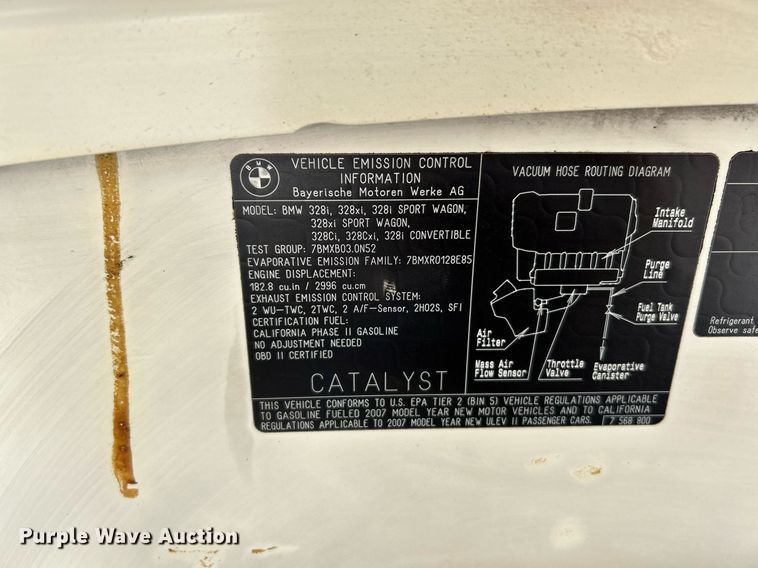 BMW
VEHICLE EMISSION CONTROL
INFORMATION
Bayerische Motoren Werke AG
MODEL: BMW 328i, 328xi, 328i SPORT WAGON,
328xi SPORT WAGON,
328Ci, 328Cxi, 328i CONVERTIBLE
TEST GROUP: 7BMXB03.0N52
EVAPORATIVE EMISSION FAMILY: 7BMXR0128E85
ENGINE DISPLACEMENT:
182.8 cu.in / 2996 cu.cm
EXHAUST EMISSION CONTROL SYSTEM:
2 WU-TWC, 2TWC, 2 A/F-Sensor, 2HO2S, SFI
CERTIFICATION FUEL:
CALIFORNIA PHASE II GASOLINE
NO ADJUSTMENT NEEDED
OBD II CERTIFIED
CATALYST
VACUUM HOSE ROUTING DIAGRAM
Intake
Manifold
Purge
Line
Fuel Tank
Purge Valve
Air
Filter
Mass Air
Flow Sensor
Throttle
Valve
Evaporative
Canister
THIS VEHICLE CONFORMS TO U.S. EPA TIER 2 (BIN 5) VEHICLE REGULATIONS APPLICABLE
TO GASOLINE FUELED 2007 MODEL YEAR NEW MOTOR VEHICLES AND TO CALIFORNIA
REGULATIONS APPLICABLE TO 2007 MODEL YEAR NEW ULEV II PASSENGER CARS. 7 568 800
Refrigerant
Observe safe
Purple Wave Auction